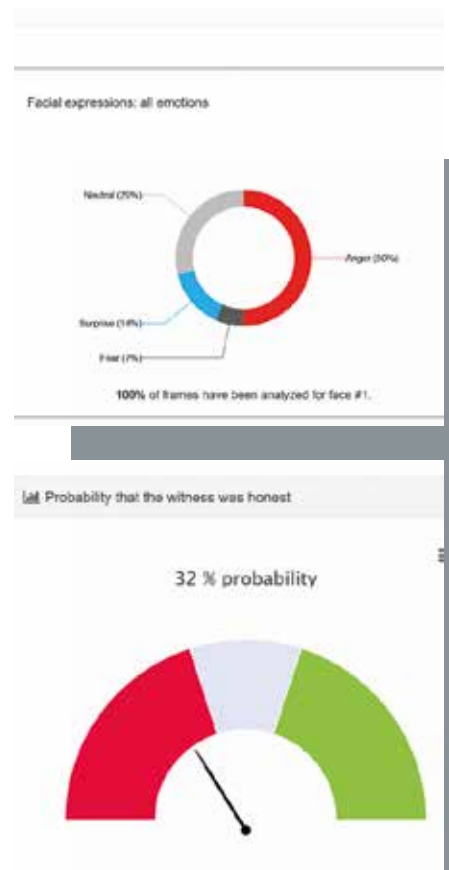 Facial expressions: all emotions
Neutral (29%)
Anger (50%)
Surprise (14%)
Fear (7%)
100% of frames have been analyzed for face #1.
Probability that the witness was honest
32 % probability